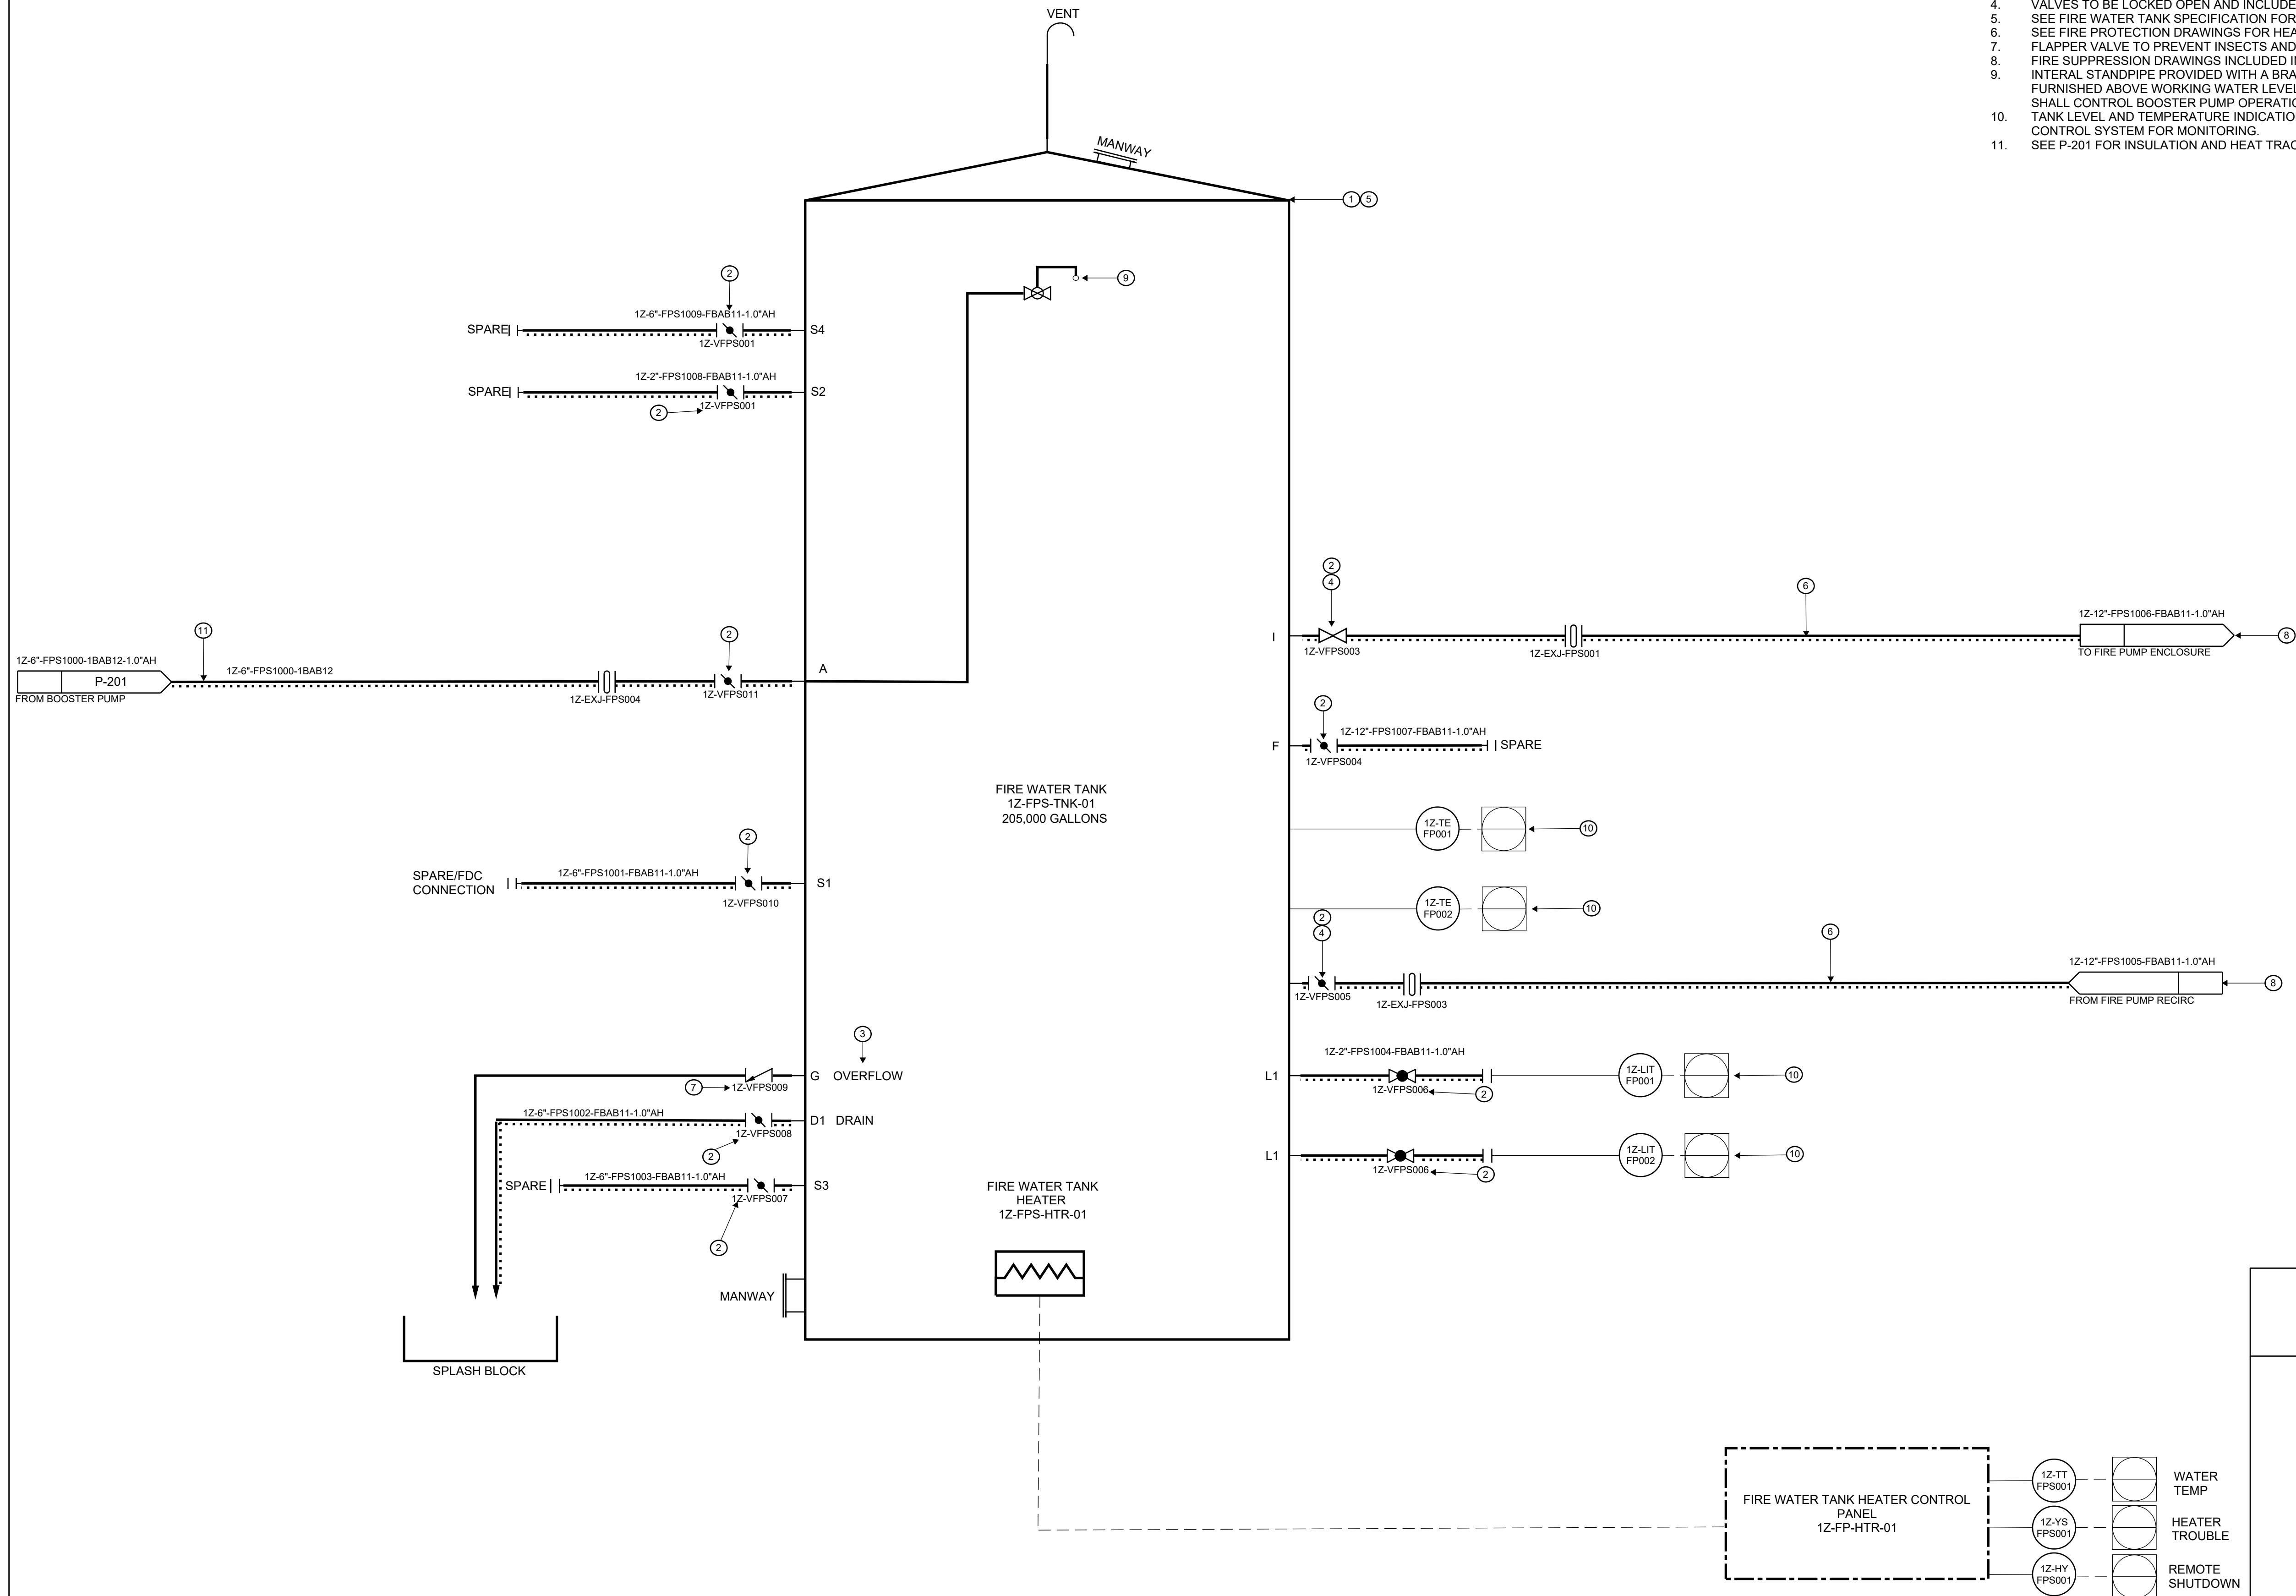 4. VALVES TO BE LOCKED OPEN AND INCLUDE
5. SEE FIRE WATER TANK SPECIFICATION FOR
6. SEE FIRE PROTECTION DRAWINGS FOR HEA
7. FLAPPER VALVE TO PREVENT INSECTS AND
8. FIRE SUPPRESSION DRAWINGS INCLUDED I
9. INTERAL STANDPIPE PROVIDED WITH A BRA
FURNISHED ABOVE WORKING WATER LEVEL
SHALL CONTROL BOOSTER PUMP OPERATIO
10. TANK LEVEL AND TEMPERATURE INDICATIO
CONTROL SYSTEM FOR MONITORING.
11. SEE P-201 FOR INSULATION AND HEAT TRAC
VENT
MANWAY
1 5
9
2
1Z-6"-FPS1009-FBAB11-1.0"AH
SPARE
1Z-VFPS001
S4
1Z-2"-FPS1008-FBAB11-1.0"AH
SPARE
2
1Z-VFPS001
S2
11
2
1Z-6"-FPS1000-1BAB12-1.0"AH
P-201
FROM BOOSTER PUMP
1Z-6"-FPS1000-1BAB12
1Z-EXJ-FPS004
1Z-VFPS011
A
2
4
6
1Z-12"-FPS1006-FBAB11-1.0"AH
I
1Z-VFPS003
1Z-EXJ-FPS001
TO FIRE PUMP ENCLOSURE
8
2
1Z-12"-FPS1007-FBAB11-1.0"AH
F
SPARE
1Z-VFPS004
FIRE WATER TANK
1Z-FPS-TNK-01
205,000 GALLONS
1Z-TE
FP001
10
2
SPARE/FDC
CONNECTION
1Z-6"-FPS1001-FBAB11-1.0"AH
1Z-VFPS010
S1
1Z-TE
FP002
10
2
4
6
1Z-12"-FPS1005-FBAB11-1.0"AH
1Z-VFPS005
1Z-EXJ-FPS003
FROM FIRE PUMP RECIRC
8
3
G OVERFLOW
7
1Z-VFPS009
1Z-6"-FPS1002-FBAB11-1.0"AH
D1 DRAIN
1Z-VFPS008
2
SPARE
1Z-6"-FPS1003-FBAB11-1.0"AH
S3
1Z-VFPS007
2
1Z-2"-FPS1004-FBAB11-1.0"AH
L1
1Z-VFPS006
2
1Z-LIT
FP001
10
L1
1Z-VFPS006
2
1Z-LIT
FP002
10
FIRE WATER TANK
HEATER
1Z-FPS-HTR-01
MANWAY
SPLASH BLOCK
FIRE WATER TANK HEATER CONTROL
PANEL
1Z-FP-HTR-01
1Z-TT
FPS001
WATER
TEMP
1Z-YS
FPS001
HEATER
TROUBLE
1Z-HY
FPS001
REMOTE
SHUTDOWN